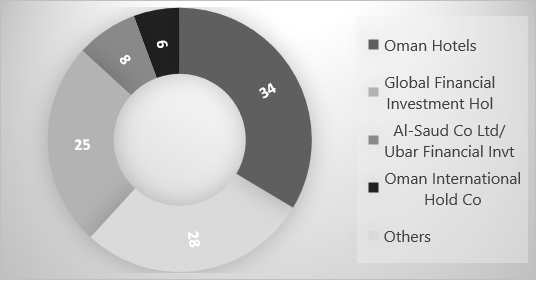 34
28
25
8
6
Oman Hotels
Global Financial
Investment Hol
Al-Saud Co Ltd/
Ubar Financial Invt
Oman International
Hold Co
Others